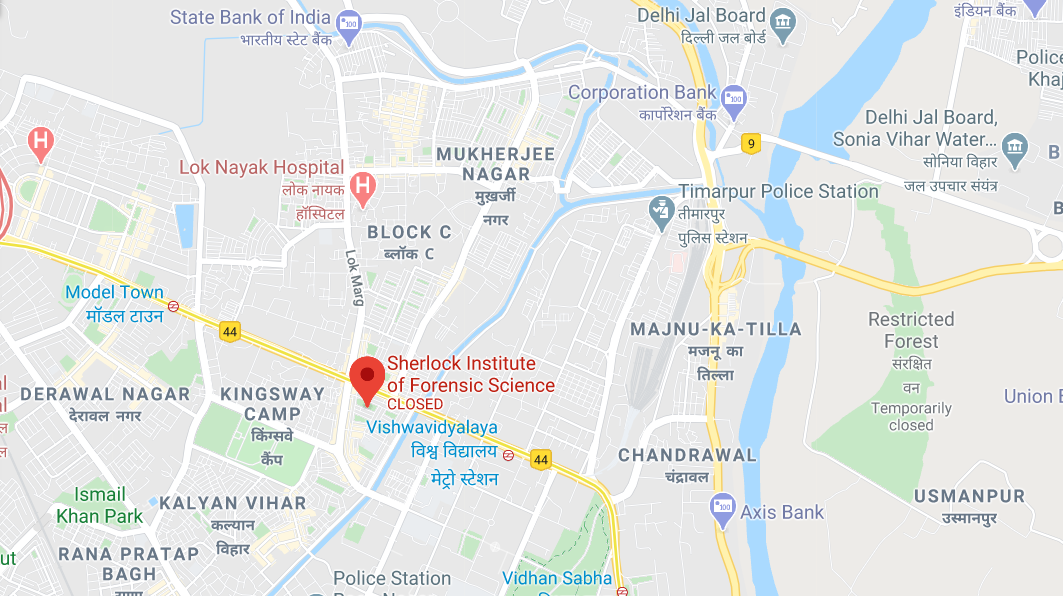 State Bank of India
भारतीय स्टेट बैंक
100
Delhi Jal Board
दिल्ली जल बोर्ड
इंडियन बैंक
Corporation Bank
कार्पोरेशन बैंक
100
9
Delhi Jal Board,
Sonia Vihar Water...
सोनिया विहार
जल उपचार संयंत्र
H
Lok Nayak Hospital
लोक नायक
हॉस्पिटल
H
MUKHERJEE
NAGAR
मुखर्जी
नगर
Timarpur Police Station
तीमारपुर
पुलिस स्टेशन
BLOCK C
ब्लॉक C
Lok Marg
Model Town
मॉडल टाउन
44
MAJNU-KA-TILLA
मजनू का
तिल्ला
Restricted
Forest
संरक्षित
वन
Temporarily
closed
Sherlock Institute
of Forensic Science
CLOSED
DERAWAL NAGAR
देरावल नगर
KINGSWAY
CAMP
किंग्सवे
कैंप
Vishwavidyalaya
विश्व विद्यालय
मेट्रो स्टेशन
44
CHANDRAWAL
चंद्रावल
USMANPUR
उस्मानपुर
Union
Ismail
Khan Park
KALYAN VIHAR
कल्यान
विहार
100
Axis Bank
RANA PRATAP
BAGH
Police Station
Vidhan Sabha